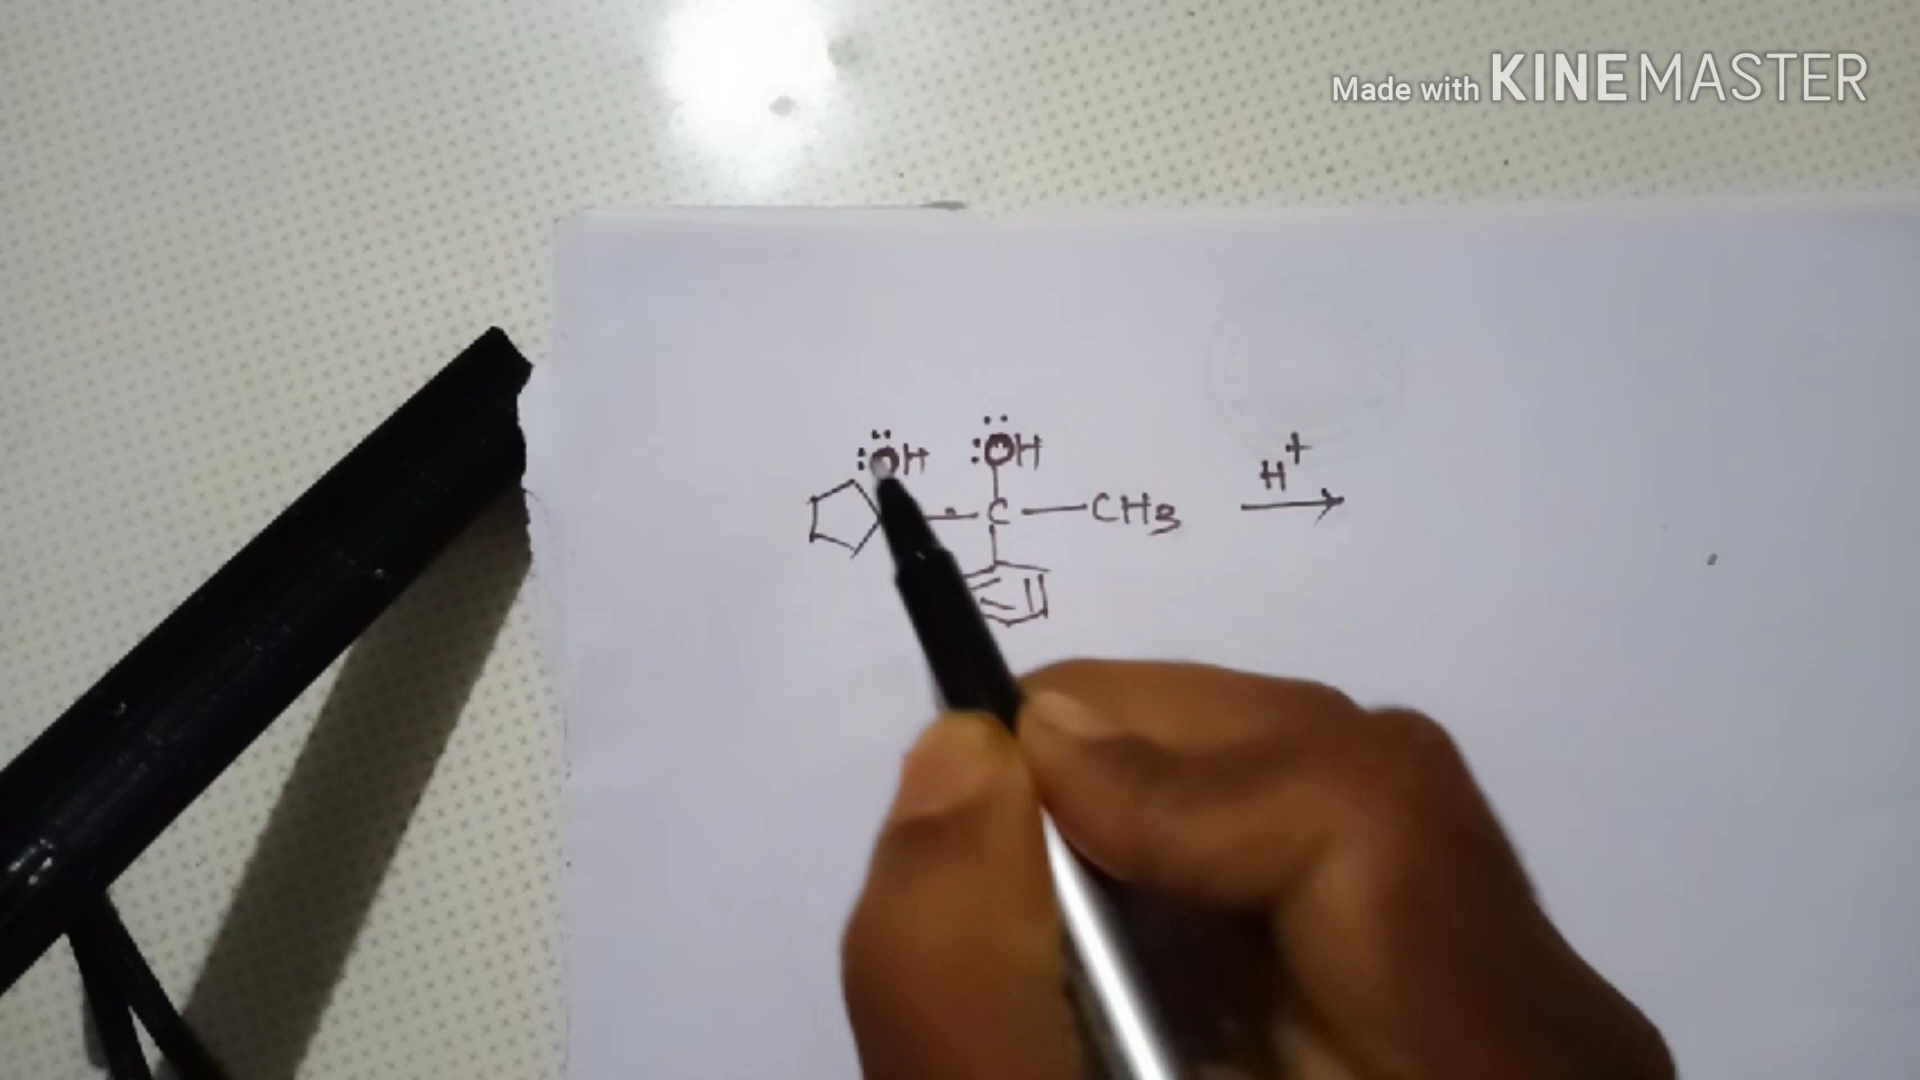 Made with KINEMASTER
:ÖH :ÖH
C — CH3
H+